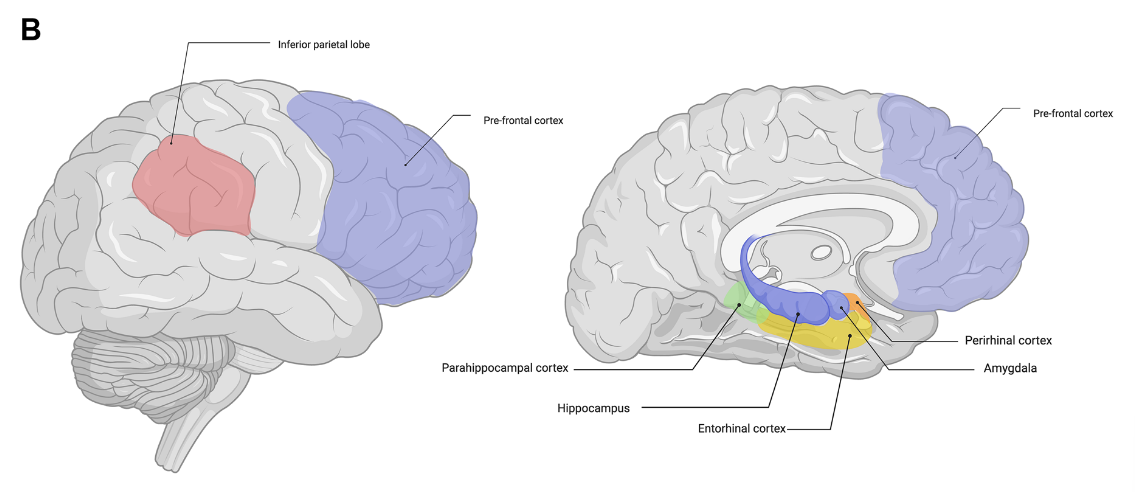 B
Inferior parietal lobe
Pre-frontal cortex
Pre-frontal cortex
Perirhinal cortex
Parahippocampal cortex
Amygdala
Hippocampus
Entorhinal cortex